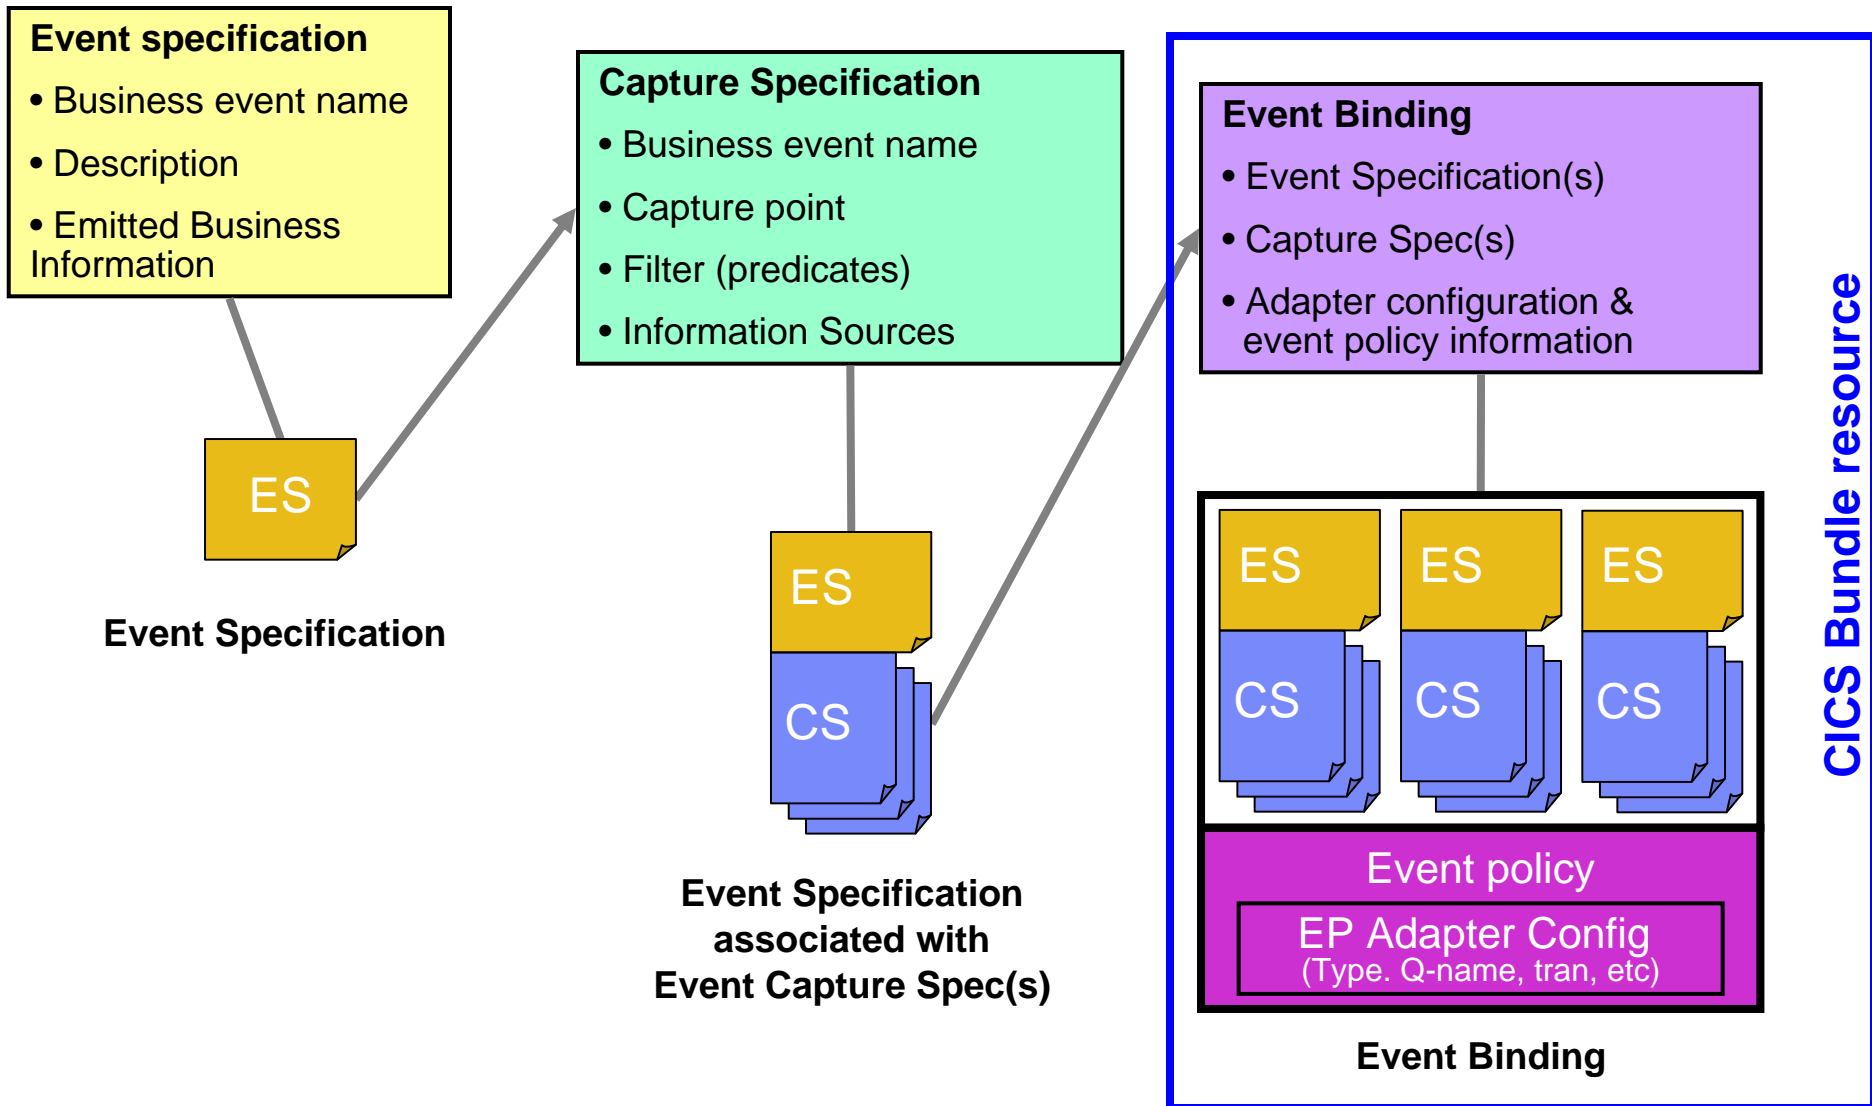 Event specification
• Business event name
• Description
• Emitted Business
Information
ES
Event Specification
Capture Specification
• Business event name
• Capture point
• Filter (predicates)
• Information Sources
ES
CS
Event Specification
associated with
Event Capture Spec(s)
Event Binding
• Event Specification(s)
• Capture Spec(s)
• Adapter configuration &
event policy information
ES
ES
ES
CS
CS
CS
Event policy
EP Adapter Config
(Type. Q-name, tran, etc)
Event Binding
CICS Bundle resource